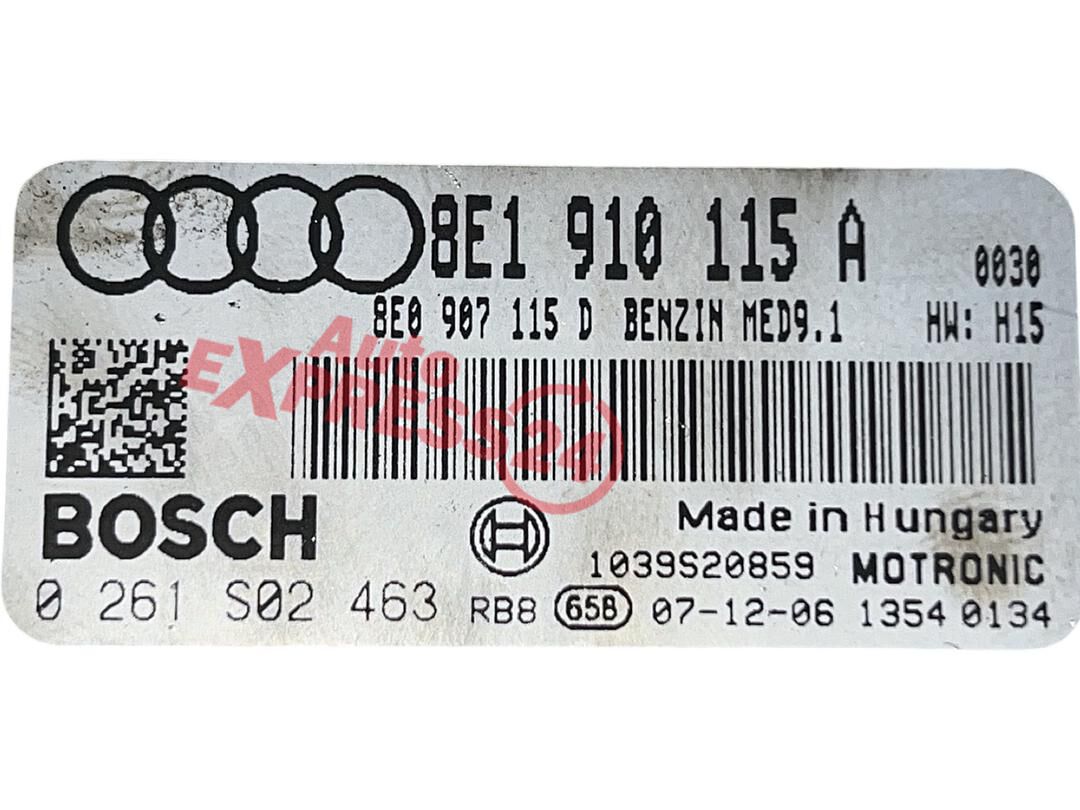 8E1 910 115 A 0030
8E0 907 115 D BENZIN MED9.1 HW: H15
Auto
EXPRESS24
BOSCH
Made in Hungary
1039S20859 MOTRONIC
0 261 S02 463 RB8 658 07-12-06 1354 0134